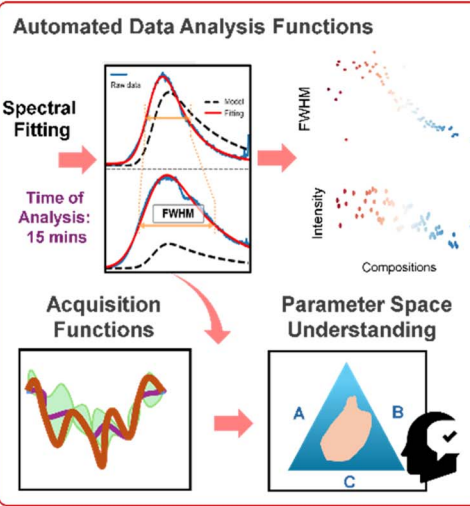 Automated Data Analysis Functions
Spectral
Fitting
Time of
Analysis:
15 mins
Raw data
Model
Fitting
FWHM
FWHM
Intensity
Compositions
Acquisition
Functions
Parameter Space
Understanding
A
B
C